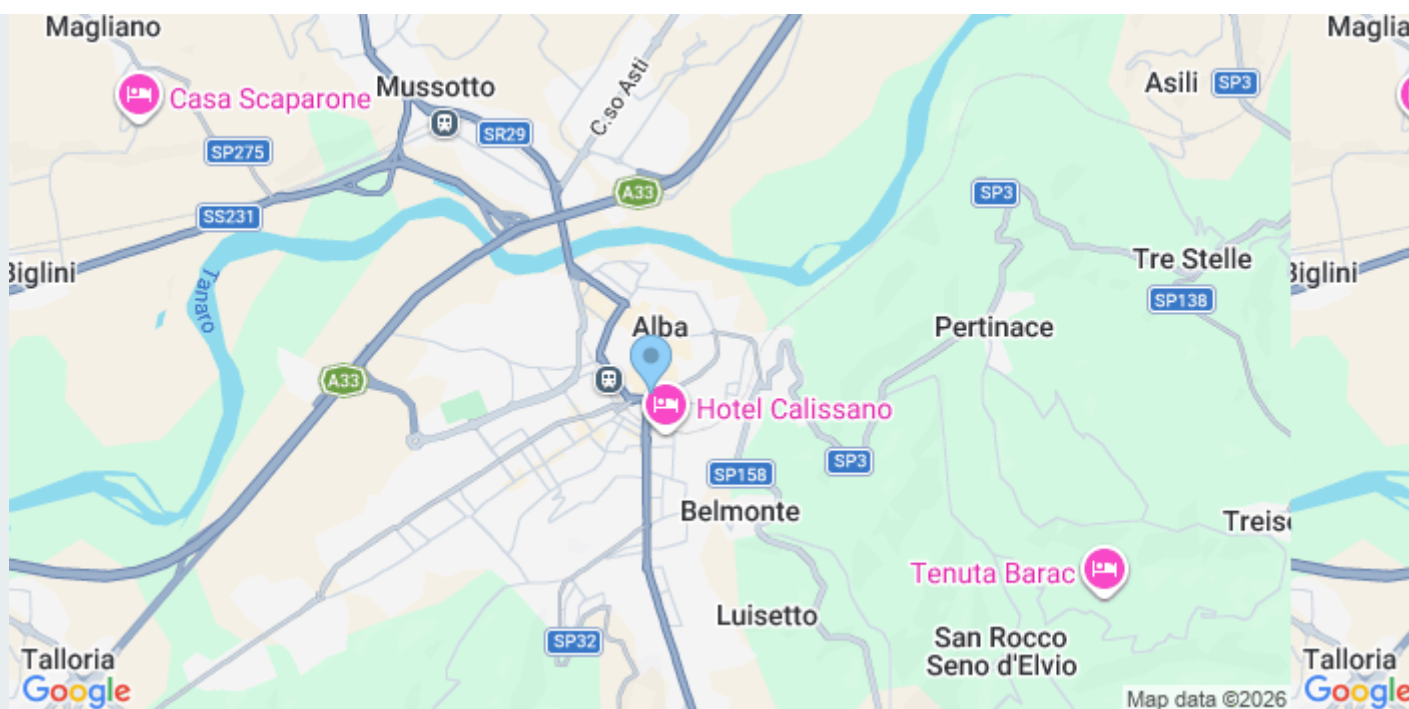 Magliano
Maglia
Mussotto
C.so Asti
Asili
SP3
Casa Scaparone
SR29
SP275
A33
SP3
SS231
Biglini
Tanaro
Tre Stelle
Biglini
SP138
Alba
Pertinace
A33
Hotel Calissano
SP3
SP158
Belmonte
Treiso
Tenuta Barac
Luisetto
San Rocco
Seno d'Elvio
SP32
Talloria
Talloria
Google
Map data ©2026
Google